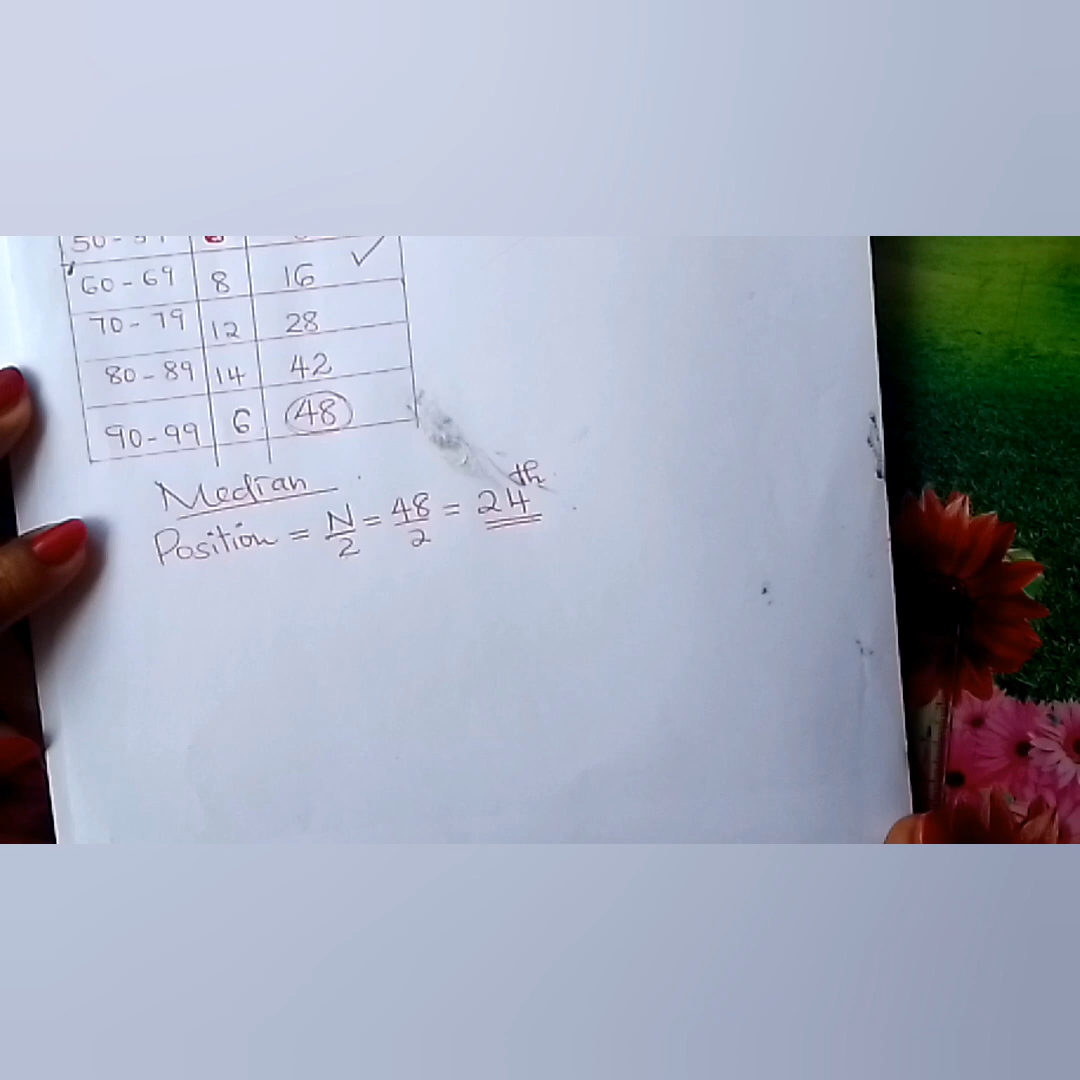 50 -
60 - 69 8 16 ✓
70 - 79 12 28
80 - 89 14 42
90 - 99 6 48
Median
Position = N/2 = 48/2 = 24th